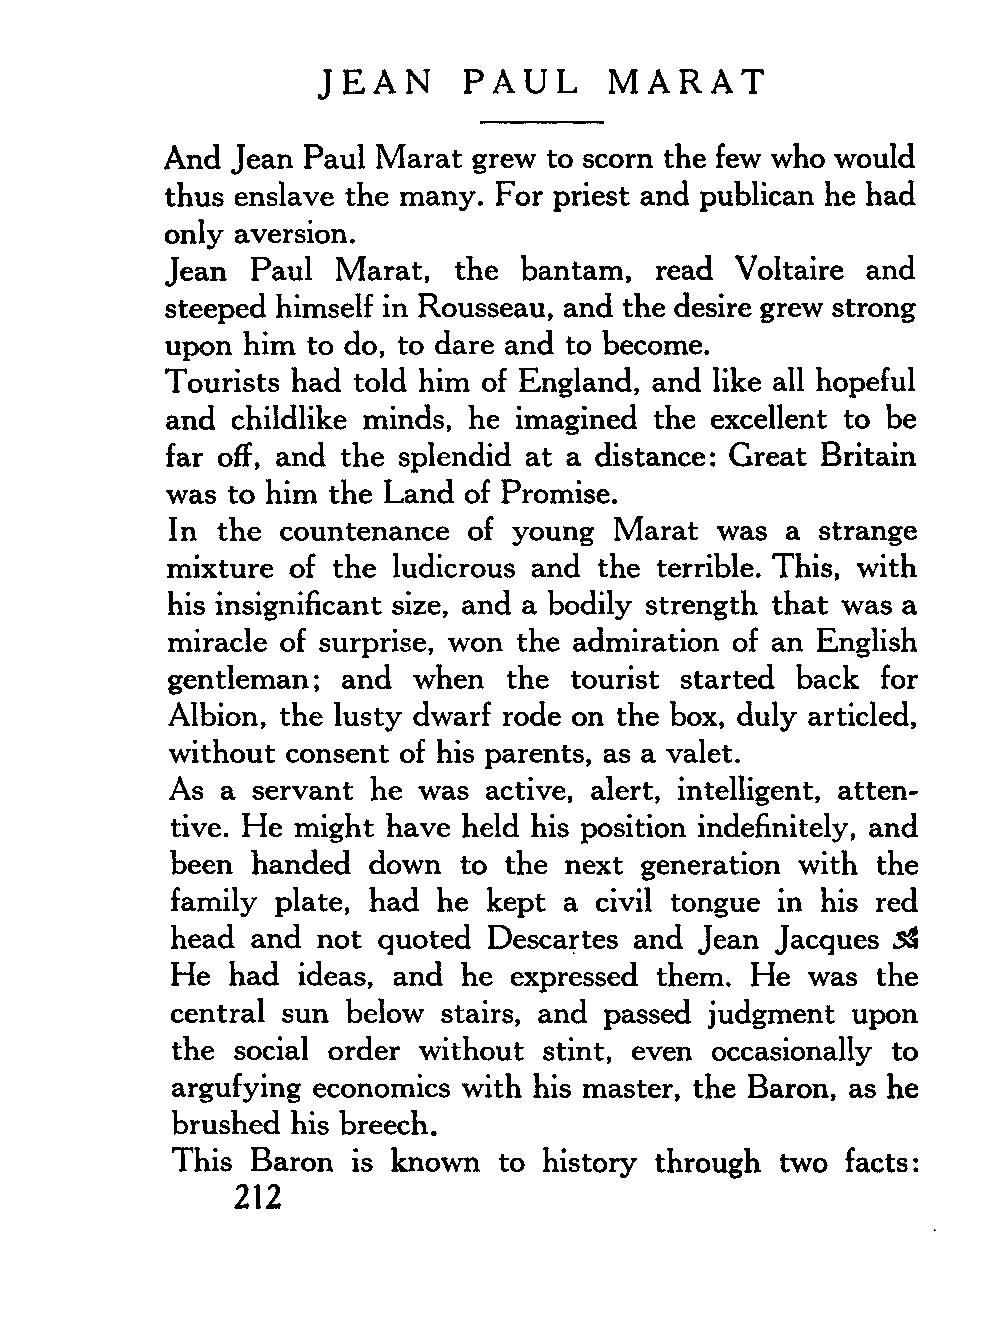 JEAN PAUL MARAT
And Jean Paul Marat grew to scorn the few who would
thus enslave the many. For priest and publican he had
only aversion.
Jean Paul Marat, the bantam, read Voltaire and
steeped himself in Rousseau, and the desire grew strong
upon him to do, to dare and to become.
Tourists had told him of England, and like all hopeful
and childlike minds, he imagined the excellent to be
far off, and the splendid at a distance: Great Britain
was to him the Land of Promise.
In the countenance of young Marat was a strange
mixture of the ludicrous and the terrible. This, with
his insignificant size, and a bodily strength that was a
miracle of surprise, won the admiration of an English
gentleman; and when the tourist started back for
Albion, the lusty dwarf rode on the box, duly articled,
without consent of his parents, as a valet.
As a servant he was active, alert, intelligent, atten-
tive. He might have held his position indefinitely, and
been handed down to the next generation with the
family plate, had he kept a civil tongue in his red
head and not quoted Descartes and Jean Jacques
He had ideas, and he expressed them. He was the
central sun below stairs, and passed judgment upon
the social order without stint, even occasionally to
argufying economics with his master, the Baron, as he
brushed his breech.
This Baron is known to history through two facts:
212